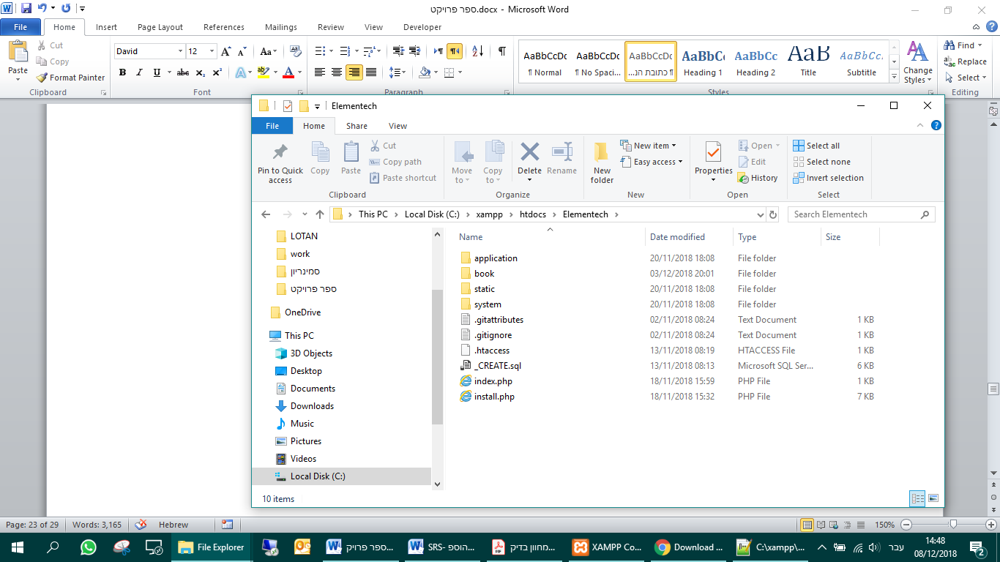 ספר פרויקט.docx - Microsoft Word
File Home Insert Page Layout References Mailings Review View Developer
Paste Cut Copy Format Painter
David 12 Aa
B I U abc x₂ x² A ab A
AaBbCcDc AaBbCcDc AaBbCcDc AaBbCc AaBbCc AaB AaBbCc.
¶ Normal ¶ No Spaci... ¶ כתובת הנ... Heading 1 Heading 2 Title Subtitle
Change Styles
Find Replace Select
Clipboard Font Paragraph Styles Editing
Elementech
File Home Share View
Pin to Quick access Copy Paste Cut Copy path Paste shortcut
Move to Copy to Delete Rename
New folder New item Easy access
Properties Open Edit History
Select all Select none Invert selection
Clipboard Organize New Open Select
This PC Local Disk (C:) xampp htdocs Elementech
Search Elementech
LOTAN
work
סמינריון
ספר פרויקט
OneDrive
This PC
3D Objects
Desktop
Documents
Downloads
Music
Pictures
Videos
Local Disk (C:)
Name Date modified Type Size
application 20/11/2018 18:08 File folder
book 03/12/2018 20:01 File folder
static 20/11/2018 18:08 File folder
system 20/11/2018 18:08 File folder
.gitattributes 02/11/2018 08:24 Text Document 1 KB
.gitignore 02/11/2018 08:24 Text Document 1 KB
.htaccess 13/11/2018 08:19 HTACCESS File 1 KB
_CREATE.sql 13/11/2018 08:13 Microsoft SQL Ser... 6 KB
index.php 18/11/2018 15:59 PHP File 1 KB
install.php 18/11/2018 15:32 PHP File 7 KB
10 items
Page: 23 of 29 Words: 3,165 Hebrew 150%
File Explorer ספר פרויק... SRS- הוספ... מחוון בדיק... XAMPP Co... Download ... C:\xampp\... עבר 14:48
08/12/2018 2